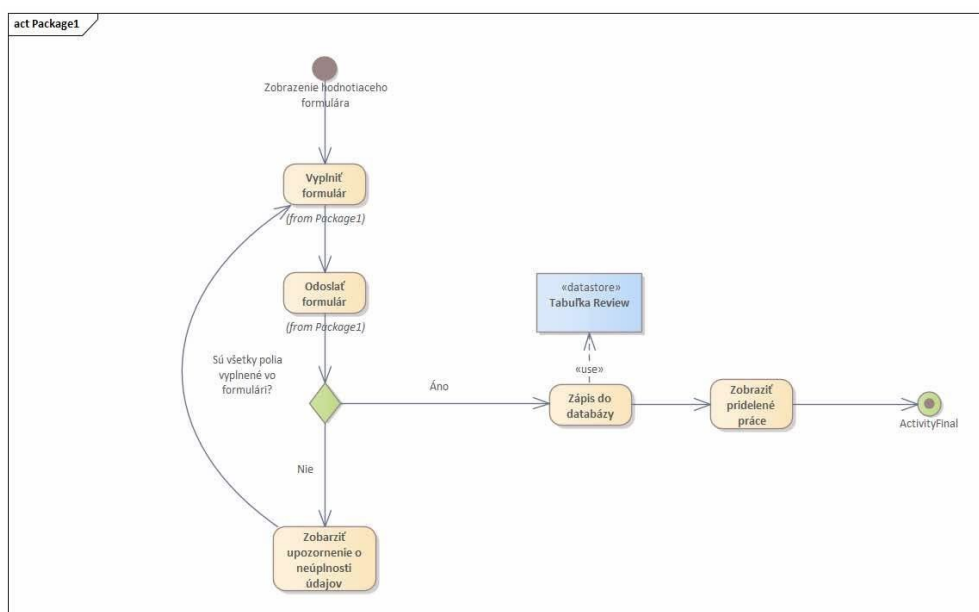 act Package1
Zobrazenie hodnotiaceho
formulára
Vyplniť
formulár
(from Package1)
Odoslať
formulár
(from Package1)
«datastore»
Tabuľka Review
Sú všetky polia
vyplnené vo
formulári?
«use»
Áno
Zápis do
databázy
Zobraziť
pridelené
práce
ActivityFinal
Nie
Zobarziť
upozornenie o
neúplnosti
údajov